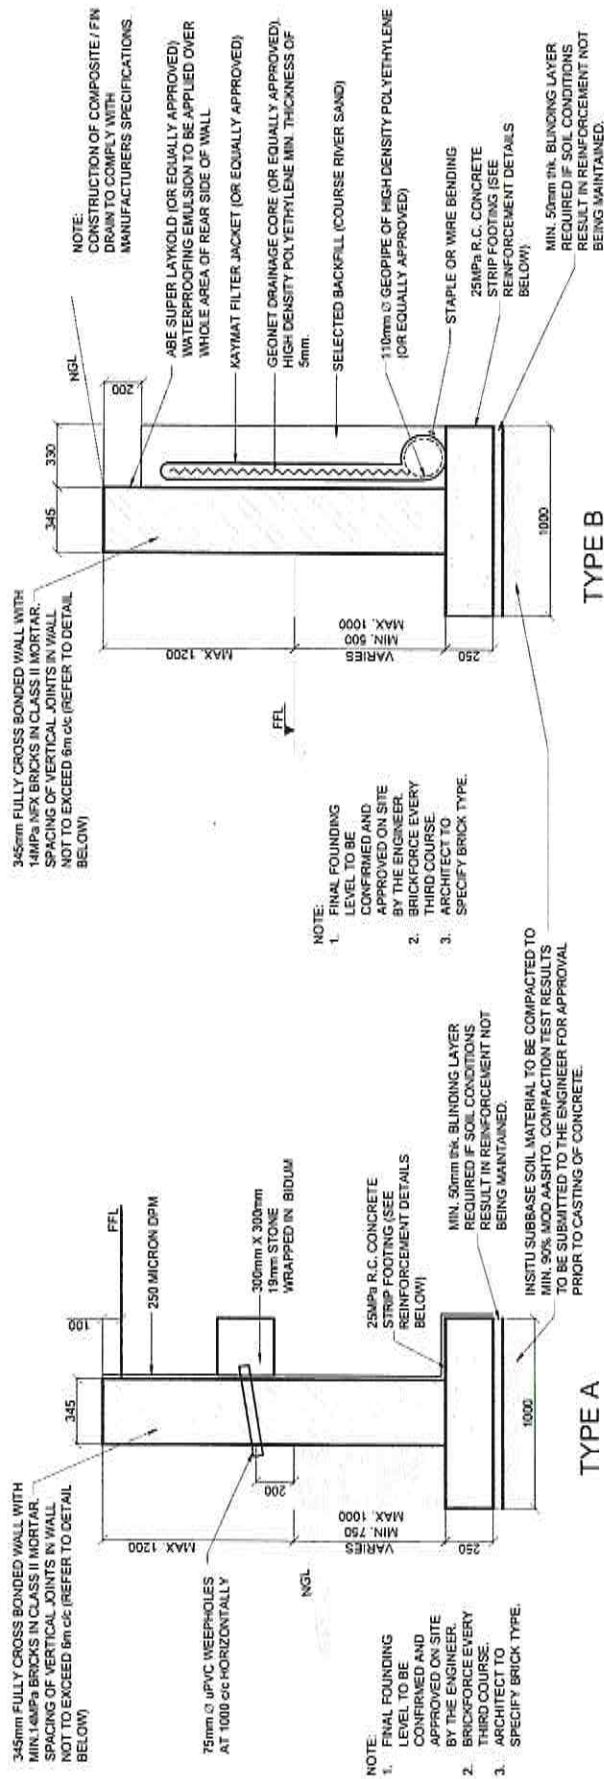 345mm FULLY CROSS BONDED WALL WITH
MIN.14MPa BRICKS IN CLASS II MORTAR.
SPACING OF VERTICAL JOINTS IN WALL
NOT TO EXCEED 6m c/c (REFER TO DETAIL
BELOW)
345
100
FFL
250 MICRON DPM
MAX. 1200
75mm Ø uPVC WEEPHOLES
AT 1000 c/c HORIZONTALLY
200
300mm X 300mm
19mm STONE
WRAPPED IN BIDUM
NGL
VARIES
MIN. 750
MAX. 1000
25MPa R.C. CONCRETE
STRIP FOOTING (SEE
REINFORCEMENT DETAILS
BELOW)
250
MIN. 50mm thk. BLINDING LAYER
REQUIRED IF SOIL CONDITIONS
RESULT IN REINFORCEMENT NOT
BEING MAINTAINED.
1000
NOTE:
1. FINAL FOUNDING
LEVEL TO BE
CONFIRMED AND
APPROVED ON SITE
BY THE ENGINEER.
2. BRICKFORCE EVERY
THIRD COURSE.
3. ARCHITECT TO
SPECIFY BRICK TYPE.
INSITU SUBBASE SOIL MATERIAL TO BE COMPACTED TO
MIN. 90% MOD AASHTO. COMPACTION TEST RESULTS
TO BE SUBMITTED TO THE ENGINEER FOR APPROVAL
PRIOR TO CASTING OF CONCRETE.
TYPE A
345mm FULLY CROSS BONDED WALL WITH
14MPa NFX BRICKS IN CLASS II MORTAR.
SPACING OF VERTICAL JOINTS IN WALL
NOT TO EXCEED 6m c/c (REFER TO DETAIL
BELOW)
345
330
NGL
200
NOTE:
CONSTRUCTION OF COMPOSITE / FIN
DRAIN TO COMPLY WITH
MANUFACTURERS SPECIFICATIONS.
ABE SUPER LAYKOLD (OR EQUALLY APPROVED)
WATERPROOFING EMULSION TO BE APPLIED OVER
WHOLE AREA OF REAR SIDE OF WALL
KAYMAT FILTER JACKET (OR EQUALLY APPROVED)
GEONET DRAINAGE CORE (OR EQUALLY APPROVED).
HIGH DENSITY POLYETHYLENE MIN. THICKNESS OF
5mm.
SELECTED BACKFILL (COURSE RIVER SAND)
110mm Ø GEOPIPE OF HIGH DENSITY POLYETHYLENE
(OR EQUALLY APPROVED)
STAPLE OR WIRE BENDING
25MPa R.C. CONCRETE
STRIP FOOTING (SEE
REINFORCEMENT DETAILS
BELOW)
MIN. 50mm thk. BLINDING LAYER
REQUIRED IF SOIL CONDITIONS
RESULT IN REINFORCEMENT NOT
BEING MAINTAINED.
MAX. 1200
FFL
VARIES
MIN. 500
MAX. 1000
250
1000
NOTE:
1. FINAL FOUNDING
LEVEL TO BE
CONFIRMED AND
APPROVED ON SITE
BY THE ENGINEER.
2. BRICKFORCE EVERY
THIRD COURSE.
3. ARCHITECT TO
SPECIFY BRICK TYPE.
TYPE B